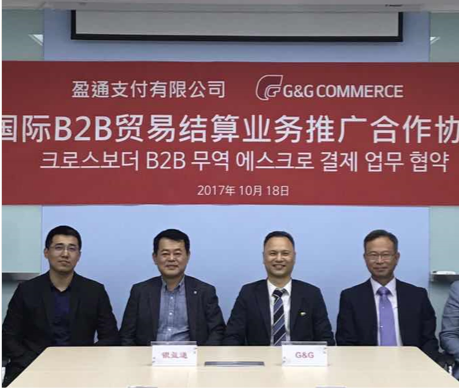 盈通支付有限公司
G&G COMMERCE
国际B2B贸易结算业务推广合作协
크로스보더 B2B 무역 에스크로 결제 업무 협약
2017年 10月 18日
G&G